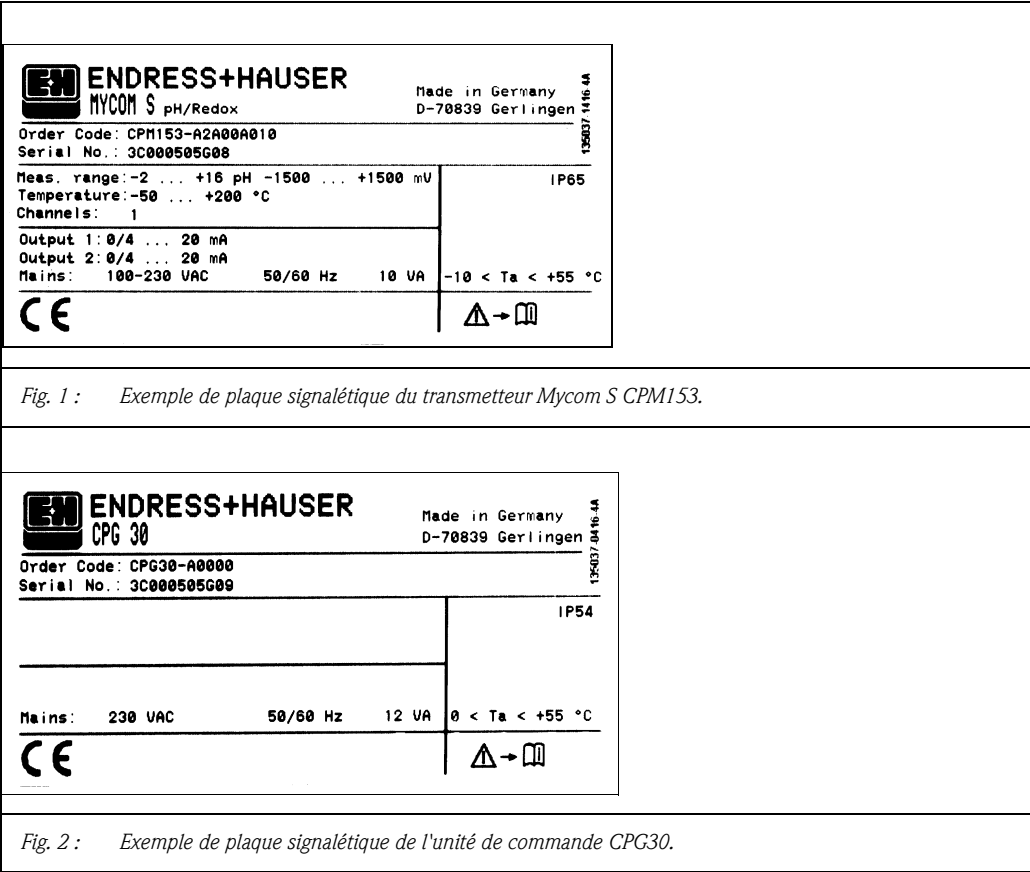 EH ENDRESS+HAUSER
MYCOM S pH/Redox
Made in Germany
D-70839 Gerlingen
135037-1416-4A
Order Code: CPM153-A2A00A010
Serial No.: 3C000505G08
Meas. range:-2 ... +16 pH -1500 ... +1500 mV
IP65
Temperature:-50 ... +200 °C
Channels: 1
Output 1:0/4 ... 20 mA
Output 2:0/4 ... 20 mA
Mains: 100-230 VAC 50/60 Hz 10 VA -10 < Ta < +55 °C
CE
Fig. 1 : Exemple de plaque signalétique du transmetteur Mycom S CPM153.
EH ENDRESS+HAUSER
CPG 30
Made in Germany
D-70839 Gerlingen
135037-0416-4A
Order Code: CPG30-A0000
Serial No.: 3C000505G09
IP54
Mains: 230 VAC 50/60 Hz 12 VA 0 < Ta < +55 °C
CE
Fig. 2 : Exemple de plaque signalétique de l'unité de commande CPG30.